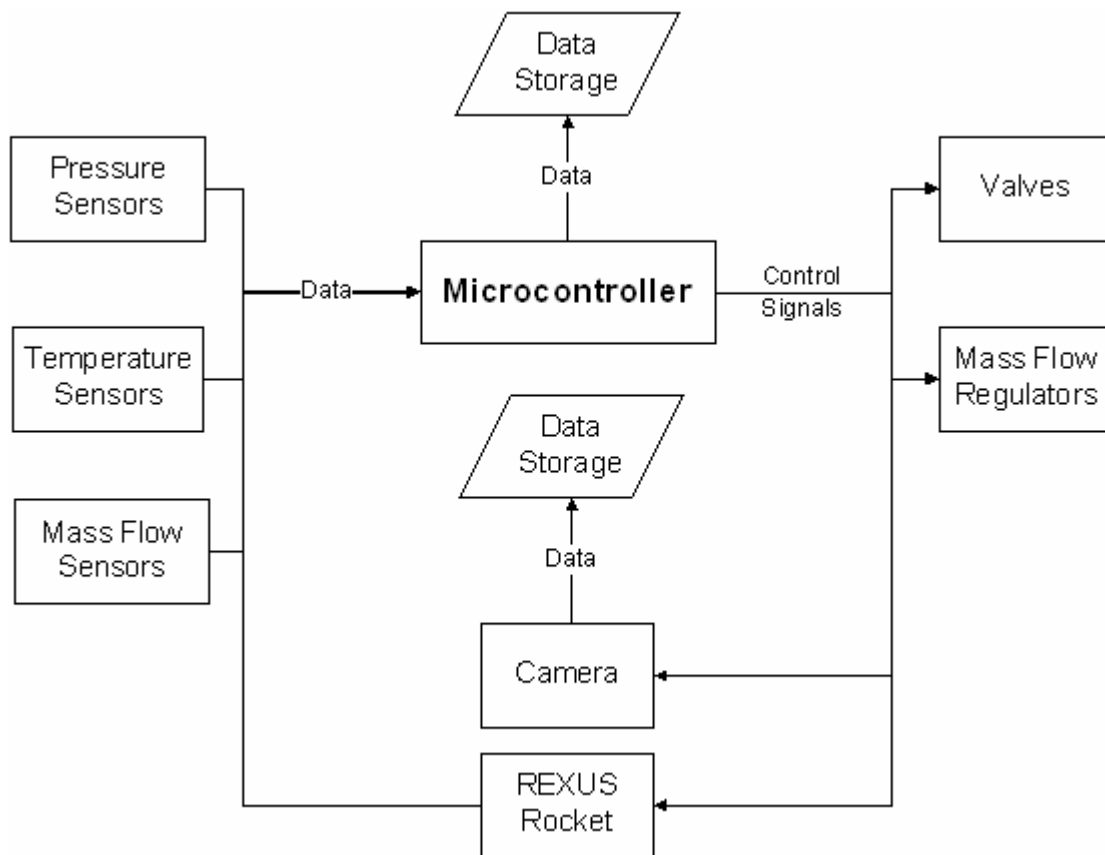 Data
Storage
Data
Pressure
Sensors
Valves
Data
Microcontroller
Control
Signals
Temperature
Sensors
Mass Flow
Regulators
Data
Storage
Mass Flow
Sensors
Data
Camera
REXUS
Rocket